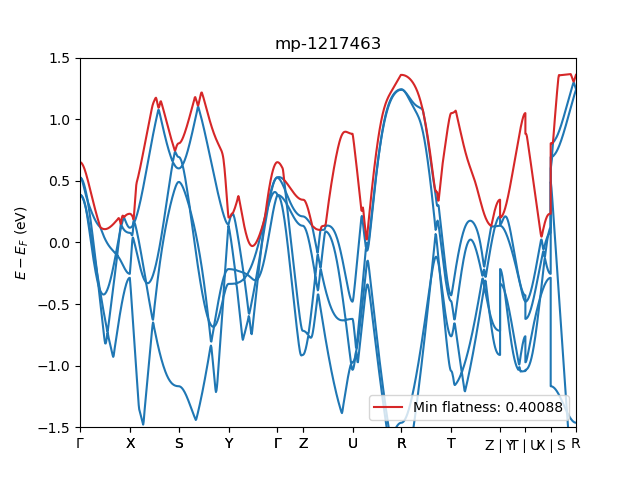 mp-1217463
E − E_F (eV)
1.5
1.0
0.5
0.0
−0.5
−1.0
−1.5
Min flatness: 0.40088
Γ X S Y Γ Z U R T Z | Y T | U X | S R